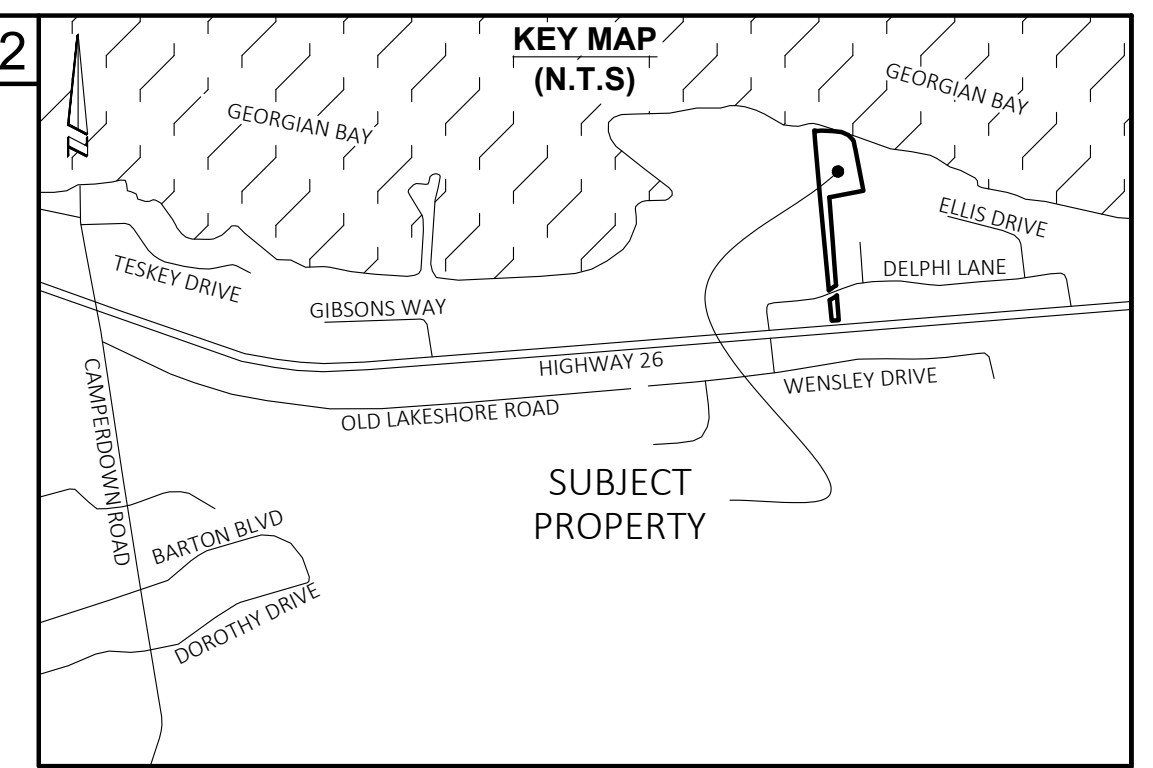 2
KEY MAP
(N.T.S)
GEORGIAN BAY
GEORGIAN BAY
ELLIS DRIVE
TESKEY DRIVE
DELPHI LANE
GIBSONS WAY
HIGHWAY 26
WENSLEY DRIVE
OLD LAKESHORE ROAD
CAMPERDOWN ROAD
SUBJECT
PROPERTY
BARTON BLVD
DOROTHY DRIVE